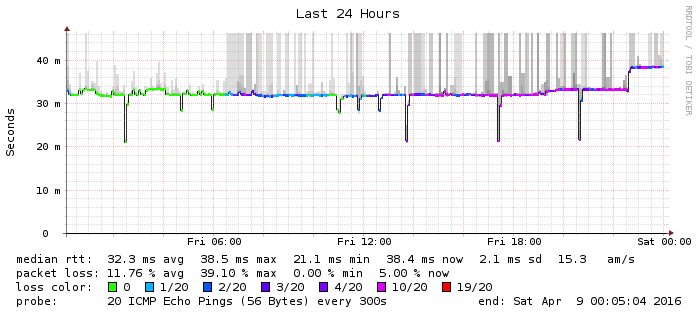 Last 24 Hours
RRDTOOL / TOBI OETIKER
Seconds
40 m
30 m
20 m
10 m
0
Fri 06:00 Fri 12:00 Fri 18:00 Sat 00:00
median rtt: 32.3 ms avg 38.5 ms max 21.1 ms min 38.4 ms now 2.1 ms sd 15.3 am/s
packet loss: 11.76 % avg 39.10 % max 0.00 % min 5.00 % now
loss color: 0 1/20 2/20 3/20 4/20 10/20 19/20
probe: 20 ICMP Echo Pings (56 Bytes) every 300s end: Sat Apr 9 00:05:04 2016